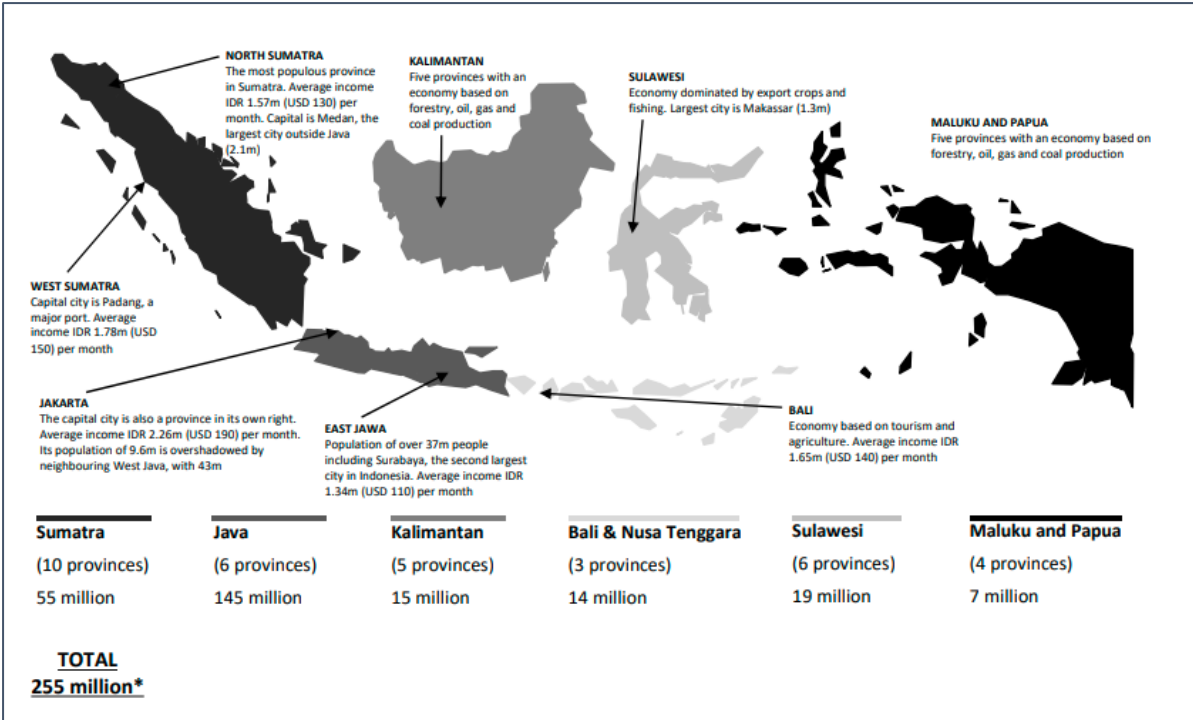 NORTH SUMATRA
The most populous province
in Sumatra. Average income
IDR 1.57m (USD 130) per
month. Capital is Medan, the
largest city outside Java
(2.1m)
KALIMANTAN
Five provinces with an
economy based on
forestry, oil, gas and
coal production
SULAWESI
Economy dominated by export crops and
fishing. Largest city is Makassar (1.3m)
MALUKU AND PAPUA
Five provinces with an economy based on
forestry, oil, gas and coal production
WEST SUMATRA
Capital city is Padang, a
major port. Average
income IDR 1.78m (USD
150) per month
JAKARTA
The capital city is also a province in its own right.
Average income IDR 2.26m (USD 190) per month.
Its population of 9.6m is overshadowed by
neighbouring West Java, with 43m
EAST JAWA
Population of over 37m people
including Surabaya, the second largest
city in Indonesia. Average income IDR
1.34m (USD 110) per month
BALI
Economy based on tourism and
agriculture. Average income IDR
1.65m (USD 140) per month
Sumatra
(10 provinces)
55 million
Java
(6 provinces)
145 million
Kalimantan
(5 provinces)
15 million
Bali & Nusa Tenggara
(3 provinces)
14 million
Sulawesi
(6 provinces)
19 million
Maluku and Papua
(4 provinces)
7 million
TOTAL
255 million*